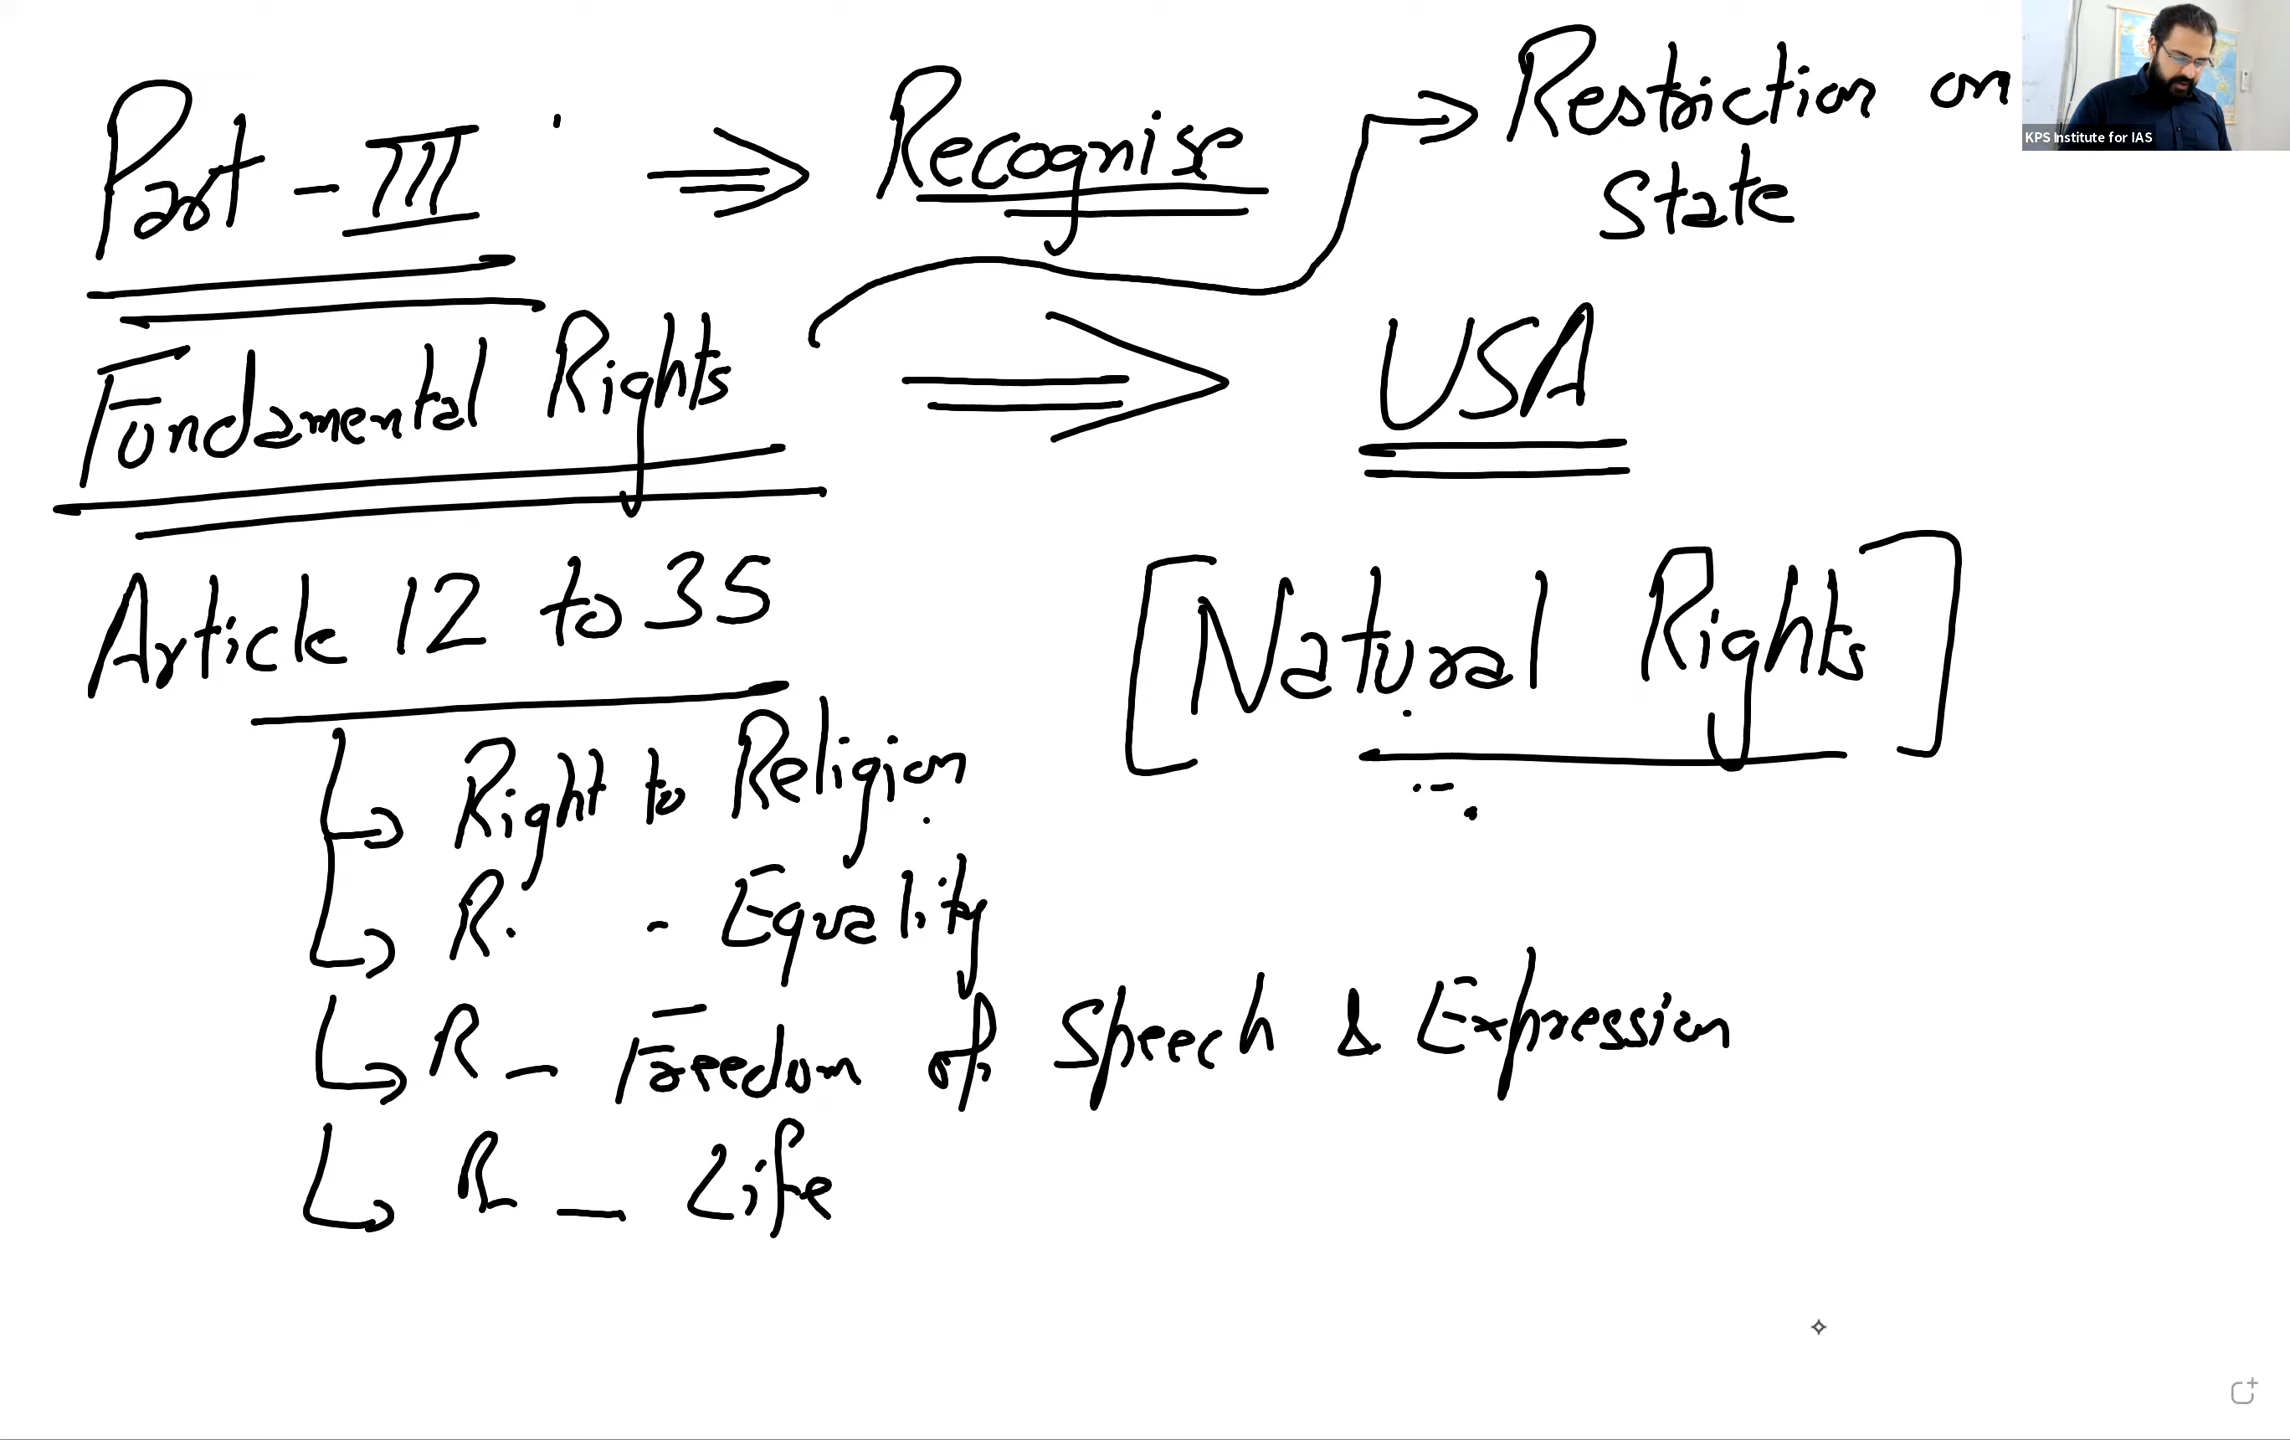 Part - III ⇒ Recognise → Restriction on State
KPS Institute for IAS
Fundamental Rights ⇒ USA
Article 12 to 35
[Natural Rights]
Right to Religion
R. - Equality
R - Freedom of Speech & Expression
R - Life